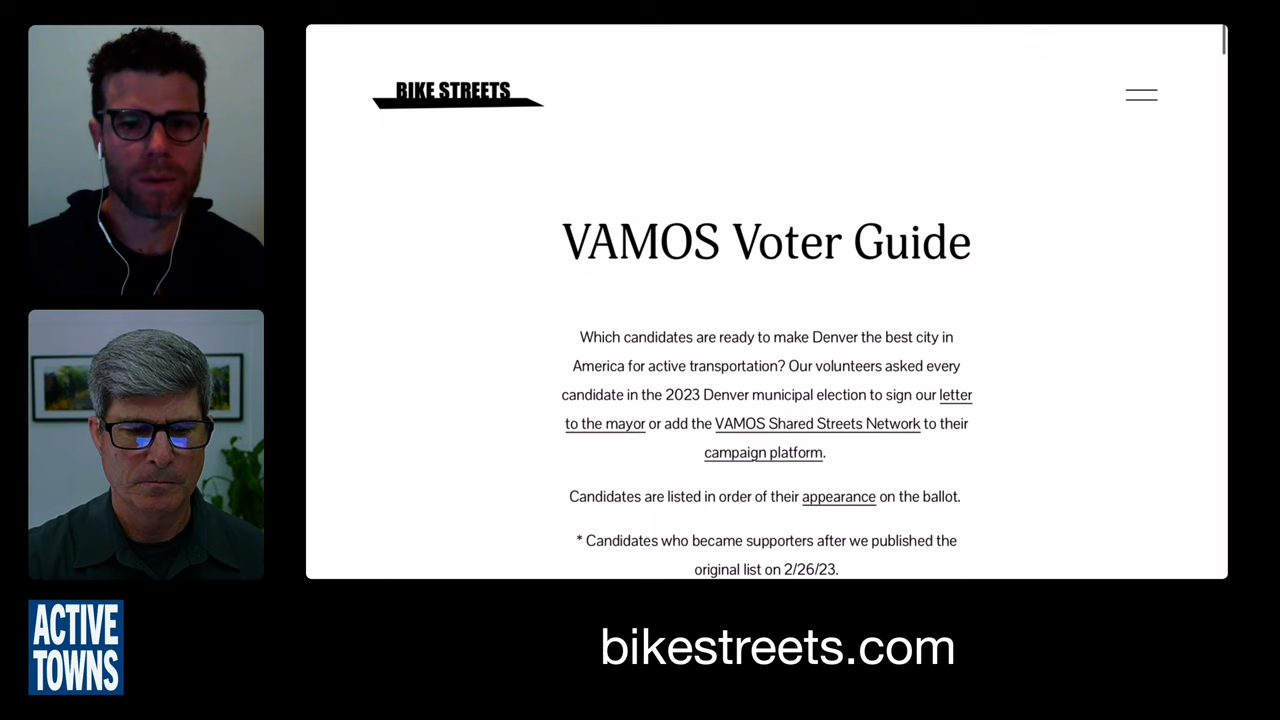 BIKE STREETS
VAMOS Voter Guide
Which candidates are ready to make Denver the best city in
America for active transportation? Our volunteers asked every
candidate in the 2023 Denver municipal election to sign our letter
to the mayor or add the VAMOS Shared Streets Network to their
campaign platform.
Candidates are listed in order of their appearance on the ballot.
* Candidates who became supporters after we published the
original list on 2/26/23.
ACTIVE
TOWNS
bikestreets.com